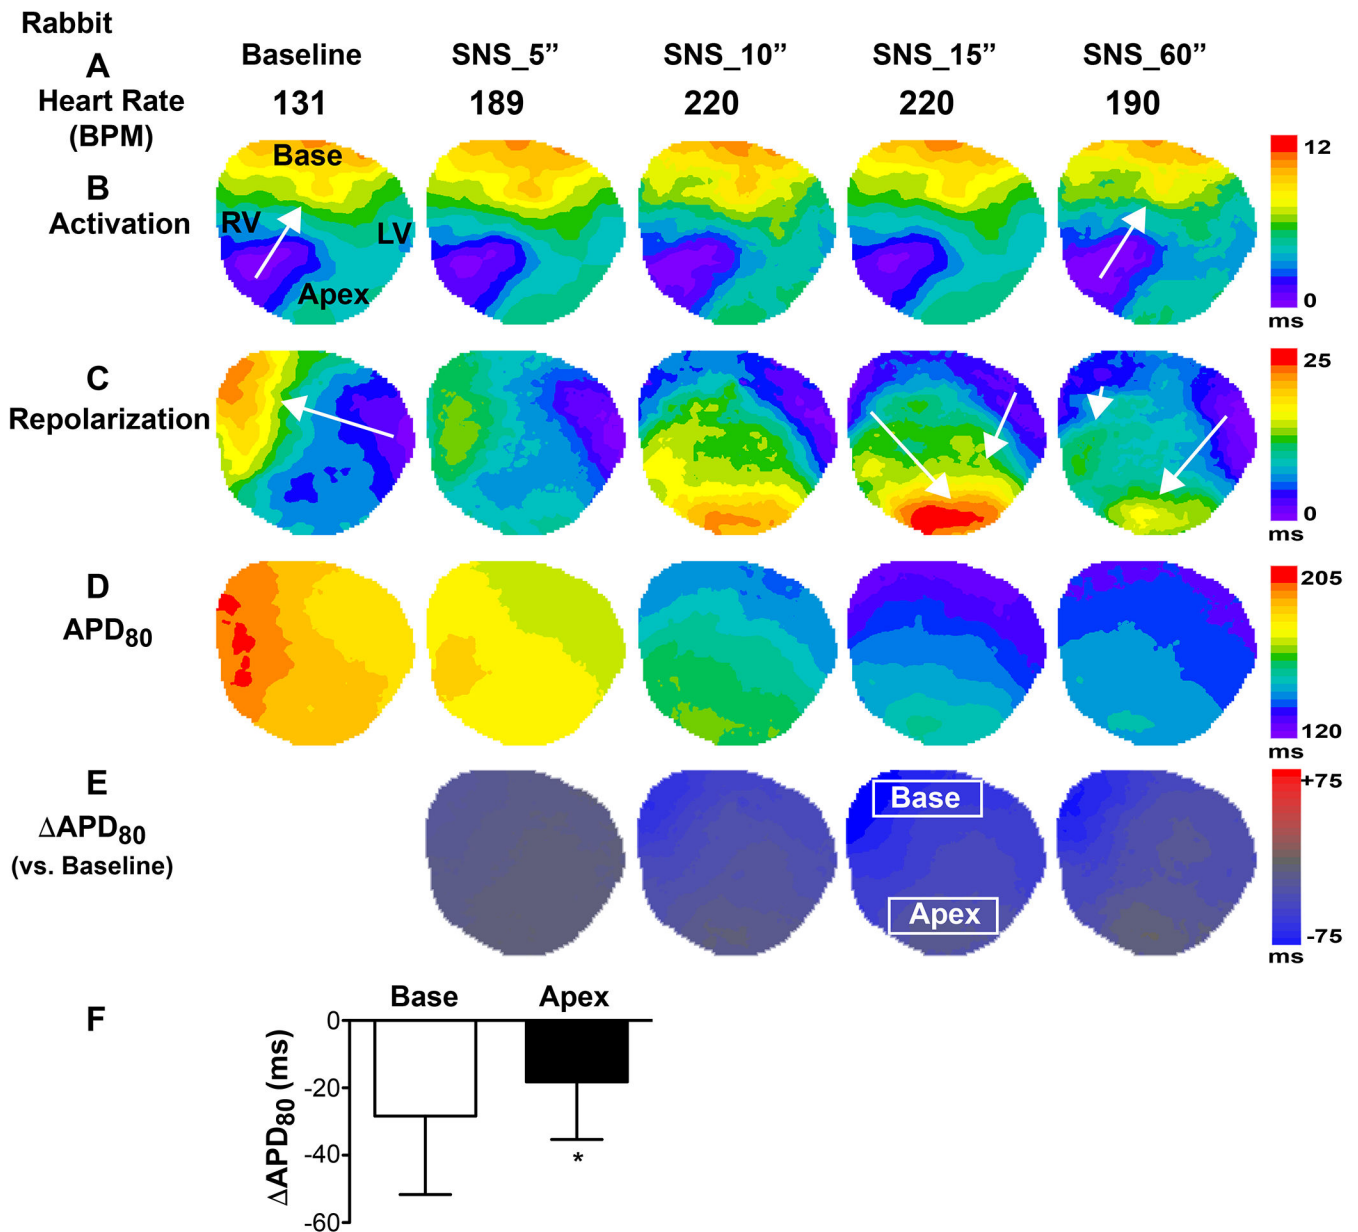 Rabbit
A Baseline SNS_5” SNS_10” SNS_15” SNS_60”
Heart Rate 131 189 220 220 190
(BPM)
Base
12
B
Activation
RV
LV
Apex
0
ms
C
Repolarization
25
0
ms
D
APD80
205
120
ms
E
ΔAPD80
(vs. Baseline)
Base
Apex
+75
-75
ms
F
Base Apex
ΔAPD80 (ms)
0
-20
-40
-60
*